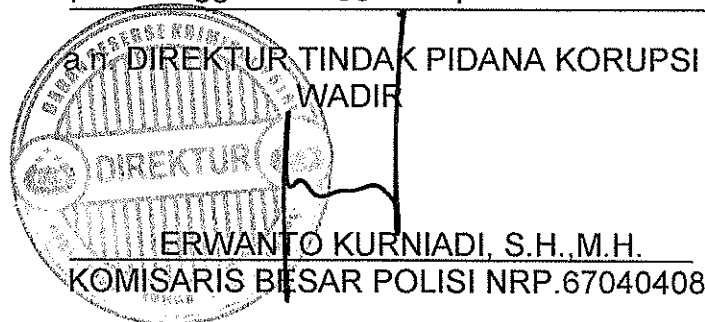 a.n. DIREKTUR TINDAK PIDANA KORUPSI
WADIR
DIREKTUR
ERWANTO KURNIADI, S.H.,M.H.
KOMISARIS BESAR POLISI NRP.67040408